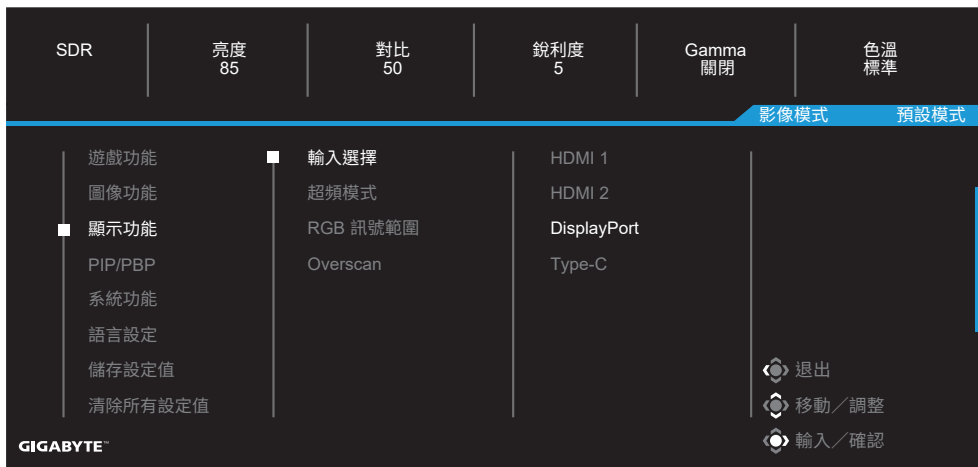 SDR
亮度
85
對比
50
銳利度
5
Gamma
關閉
色溫
標準
影像模式 預設模式
遊戲功能
圖像功能
顯示功能
PIP/PBP
系統功能
語言設定
儲存設定值
清除所有設定值
輸入選擇
超頻模式
RGB 訊號範圍
Overscan
HDMI 1
HDMI 2
DisplayPort
Type-C
退出
移動／調整
輸入／確認
GIGABYTE™